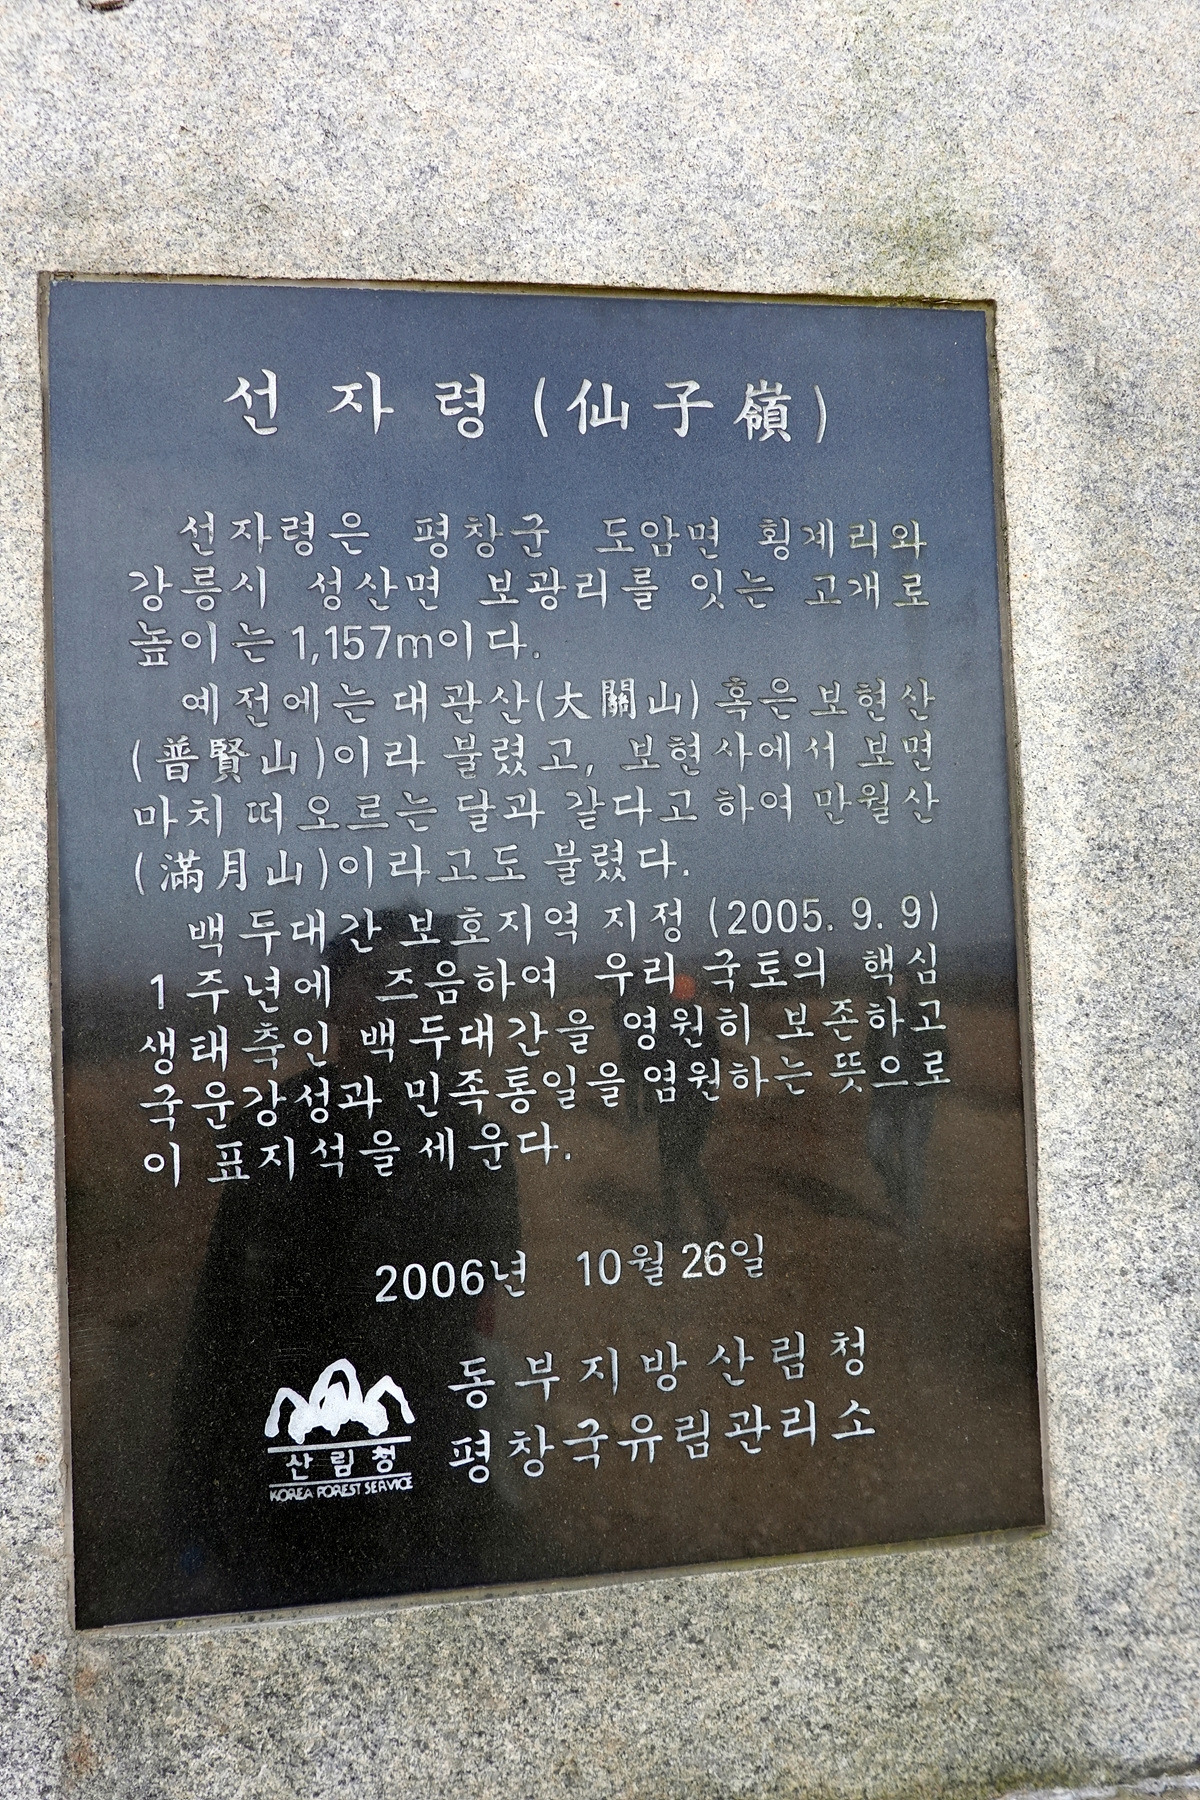 선자령(仙子嶺)
선자령은 평창군 도암면 횡계리와
강릉시 성산면 보광리를 잇는 고개로
높이는 1,157m이다.
예전에는 대관산(大關山) 혹은 보현산
(普賢山)이라 불렸고, 보현사에서 보면
마치 떠오르는 달과 같다고 하여 만월산
(滿月山)이라고도 불렸다.
백두대간 보호지역 지정 (2005. 9. 9)
1주년에 즈음하여 우리 국토의 핵심
생태축인 백두대간을 영원히 보존하고
국운강성과 민족통일을 염원하는 뜻으로
이 표지석을 세운다.
2006년 10월 26일
동부지방산림청
평창국유림관리소
산림청
KOREA FOREST SERVICE